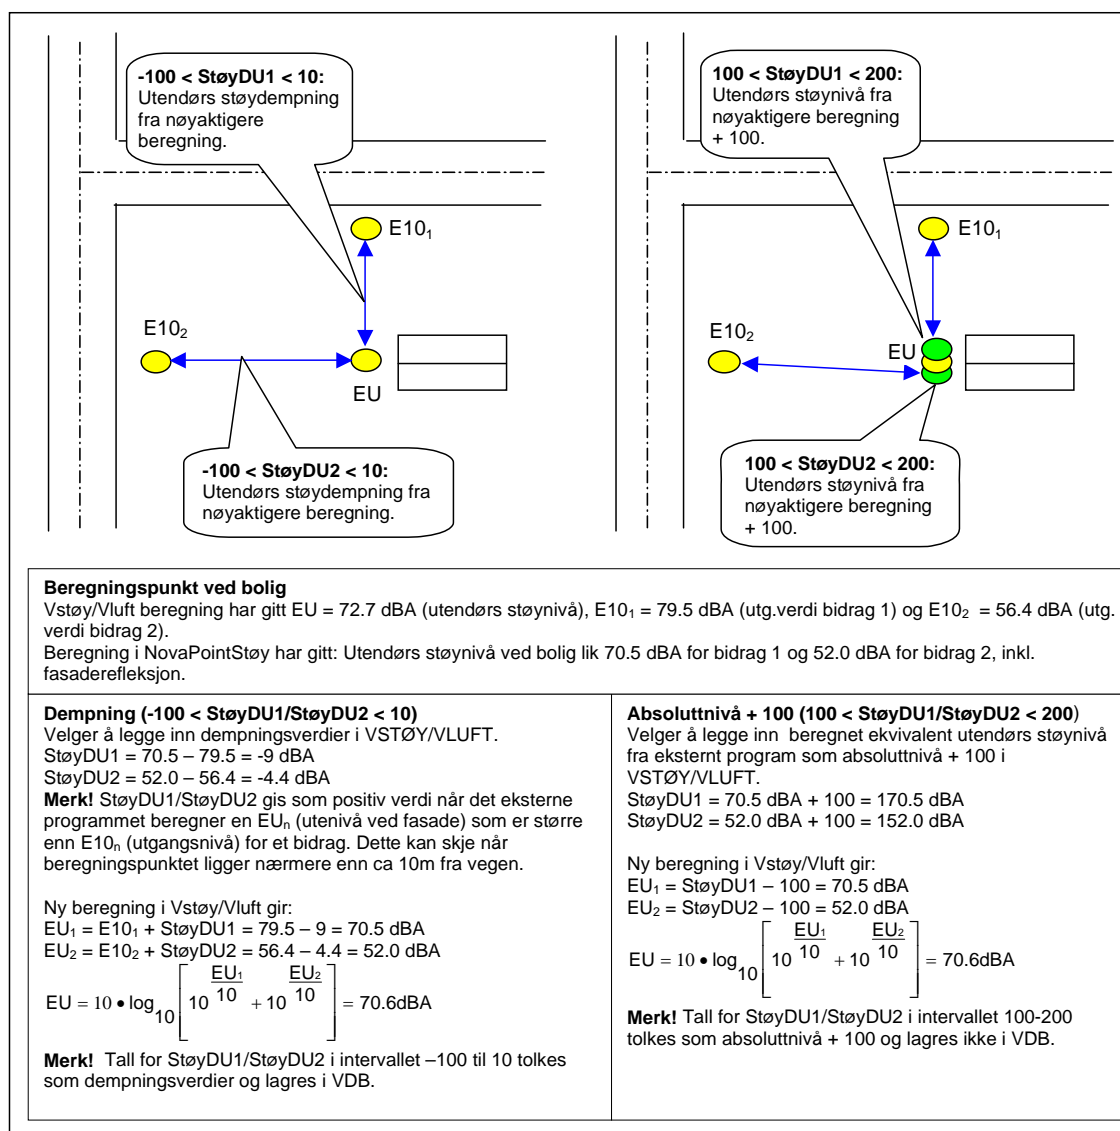 -100 < StøyDU1 < 10:
Utendørs støydempning
fra nøyaktigere
beregning.
E10₁
E10₂
EU
-100 < StøyDU2 < 10:
Utendørs støydempning fra
nøyaktigere beregning.
100 < StøyDU1 < 200:
Utendørs støynivå fra
nøyaktigere beregning
+ 100.
E10₁
E10₂
EU
100 < StøyDU2 < 200:
Utendørs støynivå fra
nøyaktigere beregning
+ 100.
Beregningspunkt ved bolig
Vstøy/Vluft beregning har gitt EU = 72.7 dBA (utendørs støynivå), E10₁ = 79.5 dBA (utg.verdi bidrag 1) og E10₂ = 56.4 dBA (utg.
verdi bidrag 2).
Beregning i NovaPointStøy har gitt: Utendørs støynivå ved bolig lik 70.5 dBA for bidrag 1 og 52.0 dBA for bidrag 2, inkl.
fasaderefleksjon.
Dempning (-100 < StøyDU1/StøyDU2 < 10)
Velger å legge inn dempningsverdier i VSTØY/VLUFT.
StøyDU1 = 70.5 – 79.5 = -9 dBA
StøyDU2 = 52.0 – 56.4 = -4.4 dBA
Merk! StøyDU1/StøyDU2 gis som positiv verdi når det eksterne
programmet beregner en EUₙ (utenivå ved fasade) som er større
enn E10ₙ (utgangsnivå) for et bidrag. Dette kan skje når
beregningspunktet ligger nærmere enn ca 10m fra vegen.
Ny beregning i Vstøy/Vluft gir:
EU₁ = E10₁ + StøyDU1 = 79.5 – 9 = 70.5 dBA
EU₂ = E10₂ + StøyDU2 = 56.4 – 4.4 = 52.0 dBA
EU = 10 • log₁₀[10^(EU₁/10) + 10^(EU₂/10)] = 70.6dBA
Merk! Tall for StøyDU1/StøyDU2 i intervallet –100 til 10 tolkes
som dempningsverdier og lagres i VDB.
Absoluttnivå + 100 (100 < StøyDU1/StøyDU2 < 200)
Velger å legge inn beregnet ekvivalent utendørs støynivå
fra eksternt program som absoluttnivå + 100 i
VSTØY/VLUFT.
StøyDU1 = 70.5 dBA + 100 = 170.5 dBA
StøyDU2 = 52.0 dBA + 100 = 152.0 dBA
Ny beregning i Vstøy/Vluft gir:
EU₁ = StøyDU1 – 100 = 70.5 dBA
EU₂ = StøyDU2 – 100 = 52.0 dBA
EU = 10 • log₁₀[10^(EU₁/10) + 10^(EU₂/10)] = 70.6dBA
Merk! Tall for StøyDU1/StøyDU2 i intervallet 100-200
tolkes som absoluttnivå + 100 og lagres ikke i VDB.